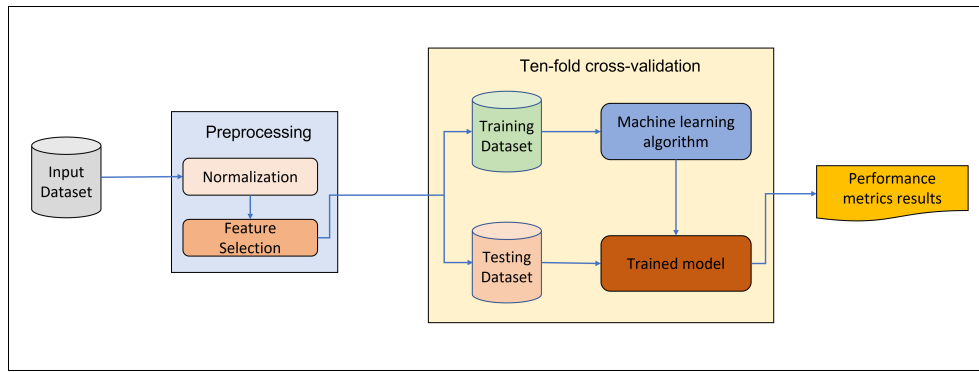 Ten-fold cross-validation
Preprocessing
Input
Dataset
Normalization
Feature
Selection
Training
Dataset
Machine learning
algorithm
Testing
Dataset
Trained model
Performance
metrics results